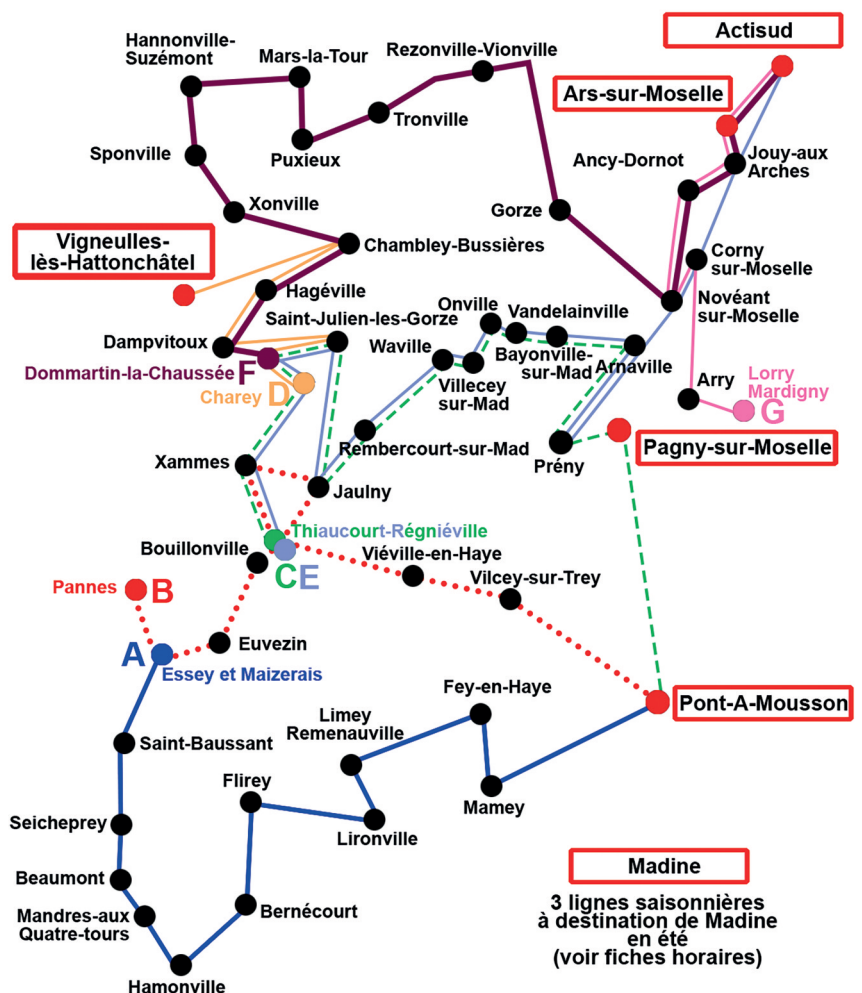 Actisud
Hannonville-
Suzémont
Mars-la-Tour
Rezonville-Vionville
Ars-sur-Moselle
Tronville
Puxieux
Sponville
Ancy-Dornot
Jouy-aux
Arches
Xonville
Gorze
Vigneulles-
lès-Hattonchâtel
Chambley-Bussières
Corny
sur-Moselle
Hagéville
Novéant
sur-Moselle
Saint-Julien-les-Gorze
Onville
Vandelainville
Dampvitoux
Waville
Bayonville-
sur-Mad
Arnaville
Dommartin-la-Chaussée F
Villecey
sur-Mad
Charey D
Arry
Lorry
Mardigny
G
Rembercourt-sur-Mad
Pagny-sur-Moselle
Xammes
Prény
Jaulny
Thiaucourt-Régniéville
Bouillonville
C E
Viéville-en-Haye
Vilcey-sur-Trey
Pannes B
Euvezin
A
Essey et Maizerais
Fey-en-Haye
Pont-A-Mousson
Limey
Remenauville
Saint-Baussant
Flirey
Mamey
Seicheprey
Lironville
Madine
Beaumont
3 lignes saisonnières
à destination de Madine
en été
(voir fiches horaires)
Mandres-aux
Quatre-tours
Bernécourt
Hamonville